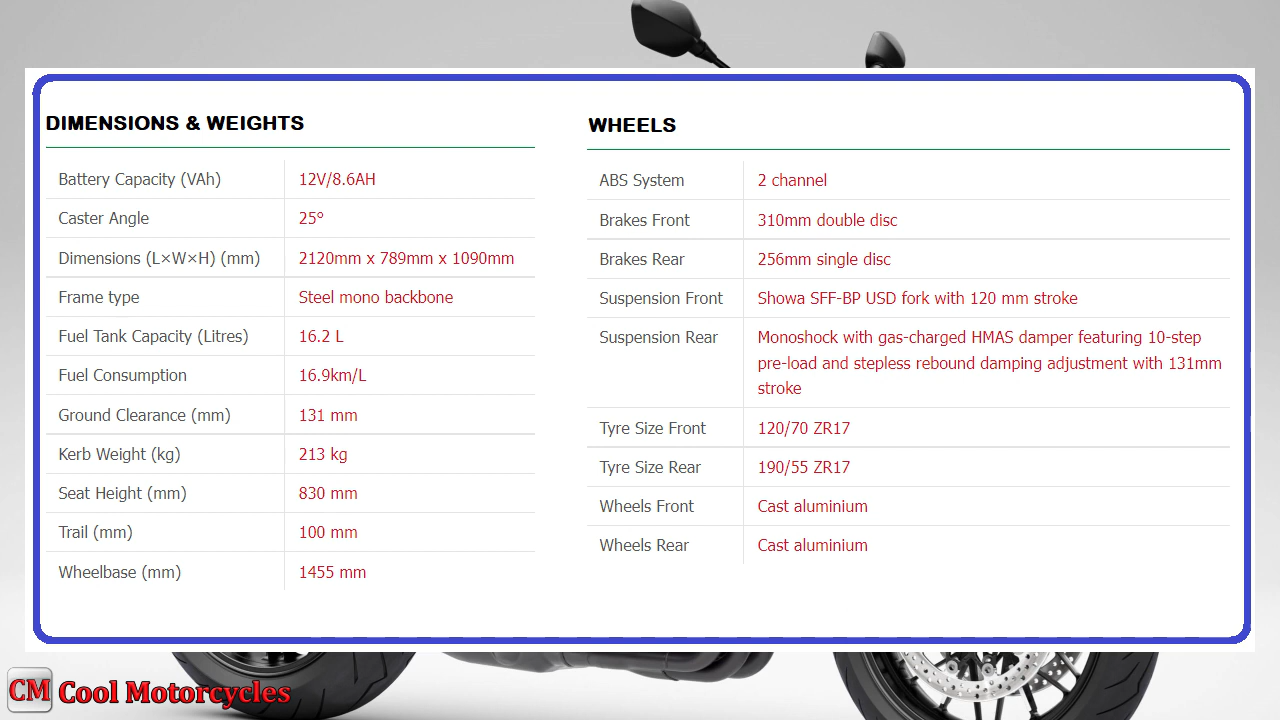 DIMENSIONS & WEIGHTS
Battery Capacity (VAh) 12V/8.6AH
Caster Angle 25°
Dimensions (L×W×H) (mm) 2120mm x 789mm x 1090mm
Frame type Steel mono backbone
Fuel Tank Capacity (Litres) 16.2 L
Fuel Consumption 16.9km/L
Ground Clearance (mm) 131 mm
Kerb Weight (kg) 213 kg
Seat Height (mm) 830 mm
Trail (mm) 100 mm
Wheelbase (mm) 1455 mm
WHEELS
ABS System 2 channel
Brakes Front 310mm double disc
Brakes Rear 256mm single disc
Suspension Front Showa SFF-BP USD fork with 120 mm stroke
Suspension Rear Monoshock with gas-charged HMAS damper featuring 10-step
pre-load and stepless rebound damping adjustment with 131mm
stroke
Tyre Size Front 120/70 ZR17
Tyre Size Rear 190/55 ZR17
Wheels Front Cast aluminium
Wheels Rear Cast aluminium
CM Cool Motorcycles